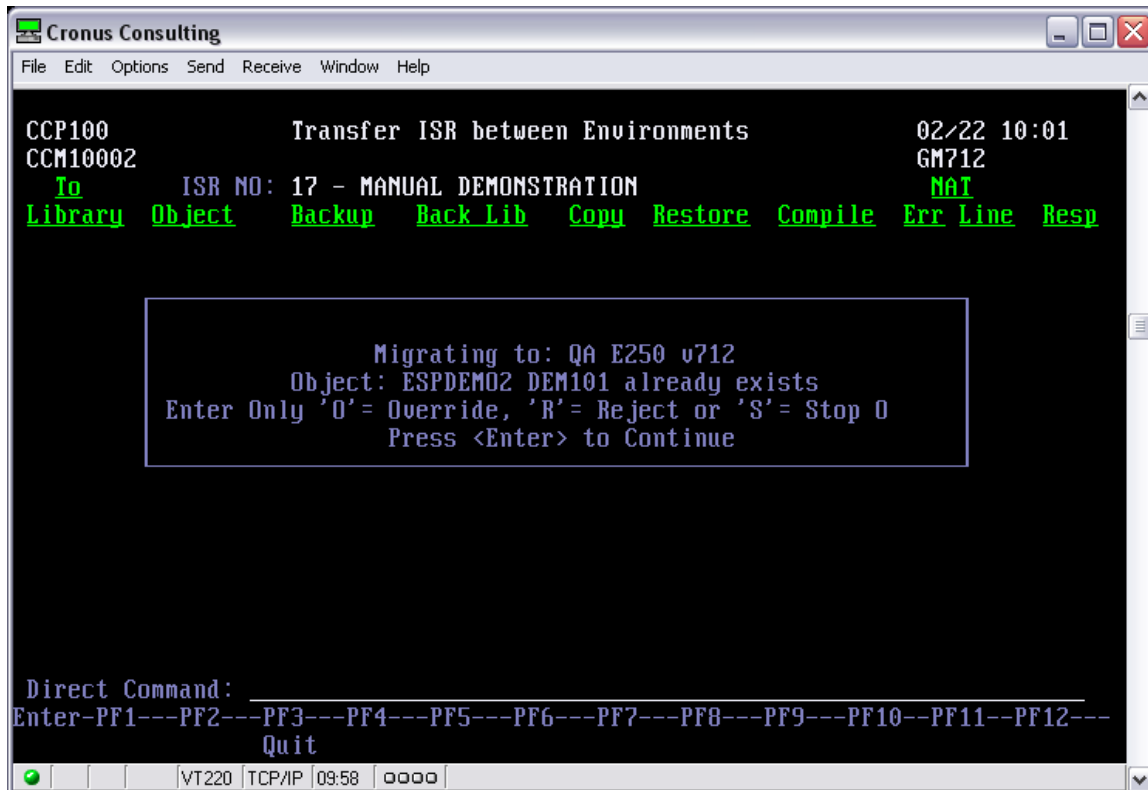 Cronus Consulting
File Edit Options Send Receive Window Help
CCP100 Transfer ISR between Environments 02/22 10:01
CCM10002 GM712
To ISR NO: 17 - MANUAL DEMONSTRATION NAT
Library Object Backup Back Lib Copy Restore Compile Err Line Resp
Migrating to: QA E250 v712
Object: ESPDEMO2 DEM101 already exists
Enter Only 'O'= Override, 'R'= Reject or 'S'= Stop O
Press <Enter> to Continue
Direct Command:
Enter-PF1---PF2---PF3---PF4---PF5---PF6---PF7---PF8---PF9---PF10--PF11--PF12---
Quit
VT220 TCP/IP 09:58